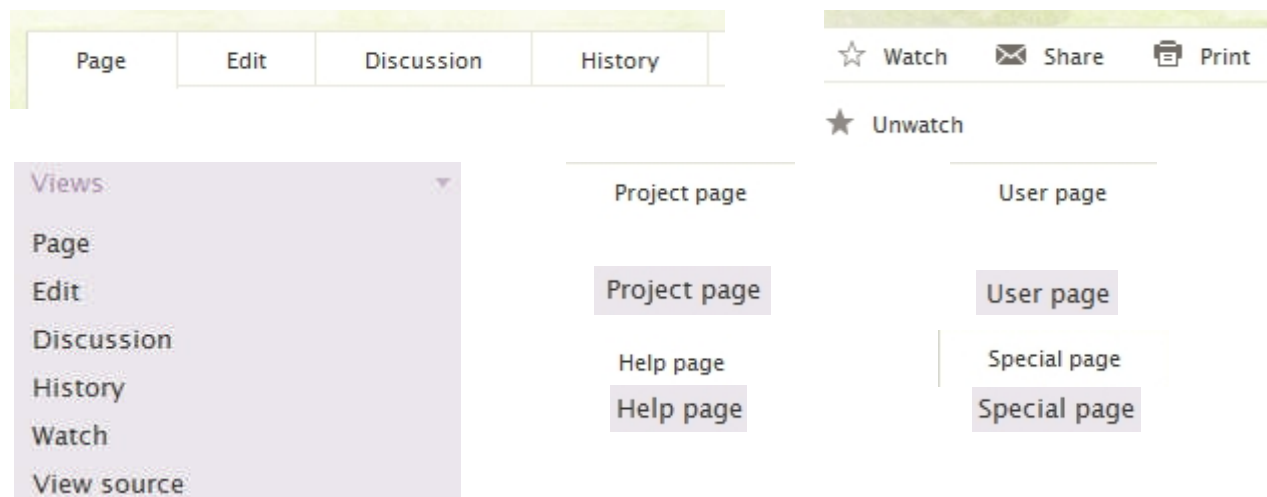 Page Edit Discussion History
Watch Share Print
Unwatch
Views
Page
Edit
Discussion
History
Watch
View source
Project page
User page
Project page
User page
Help page
Special page
Help page
Special page